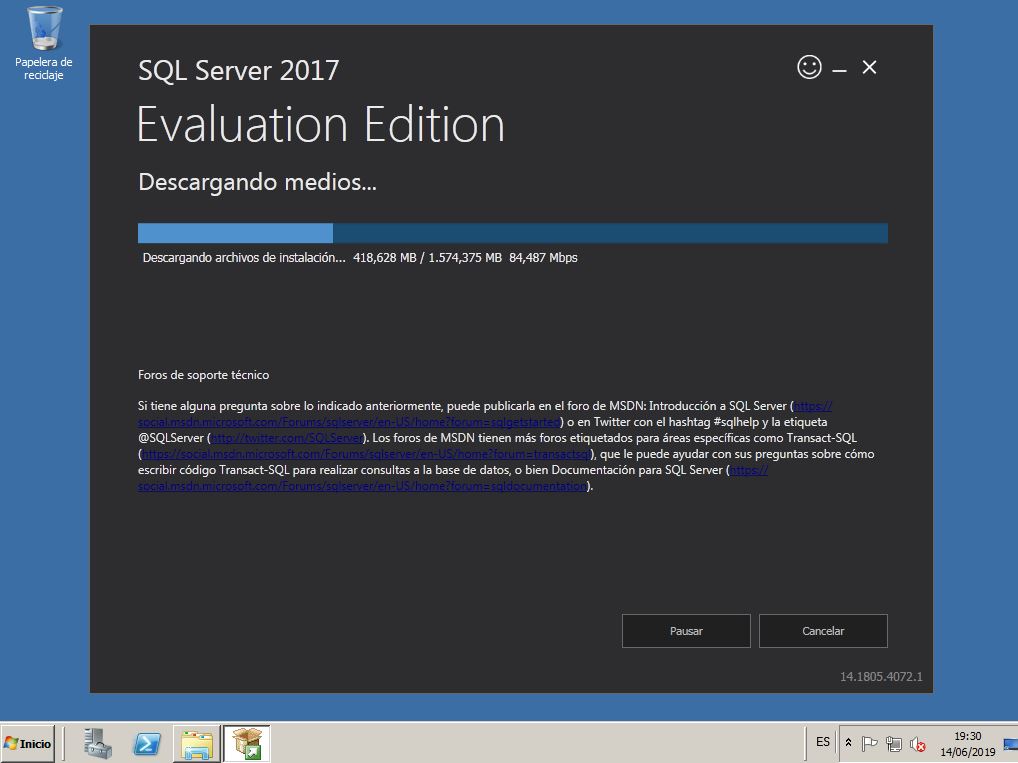 Papelera de
reciclaje
SQL Server 2017
Evaluation Edition
Descargando medios...
Descargando archivos de instalación... 418,628 MB / 1.574,375 MB 84,487 Mbps
Foros de soporte técnico
Si tiene alguna pregunta sobre lo indicado anteriormente, puede publicarla en el foro de MSDN: Introducción a SQL Server (https://
social.msdn.microsoft.com/Forums/sqlserver/en-US/home?forum=sqlgetstarted) o en Twitter con el hashtag #sqlhelp y la etiqueta
@SQLServer (http://twitter.com/SQLServer). Los foros de MSDN tienen más foros etiquetados para áreas específicas como Transact-SQL
(https://social.msdn.microsoft.com/Forums/sqlserver/en-US/home?forum=transactsql), que le puede ayudar con sus preguntas sobre cómo
escribir código Transact-SQL para realizar consultas a la base de datos, o bien Documentación para SQL Server (https://
social.msdn.microsoft.com/Forums/sqlserver/en-US/home?forum=sqldocumentation).
Pausar
Cancelar
14.1805.4072.1
Inicio
ES
19:30
14/06/2019